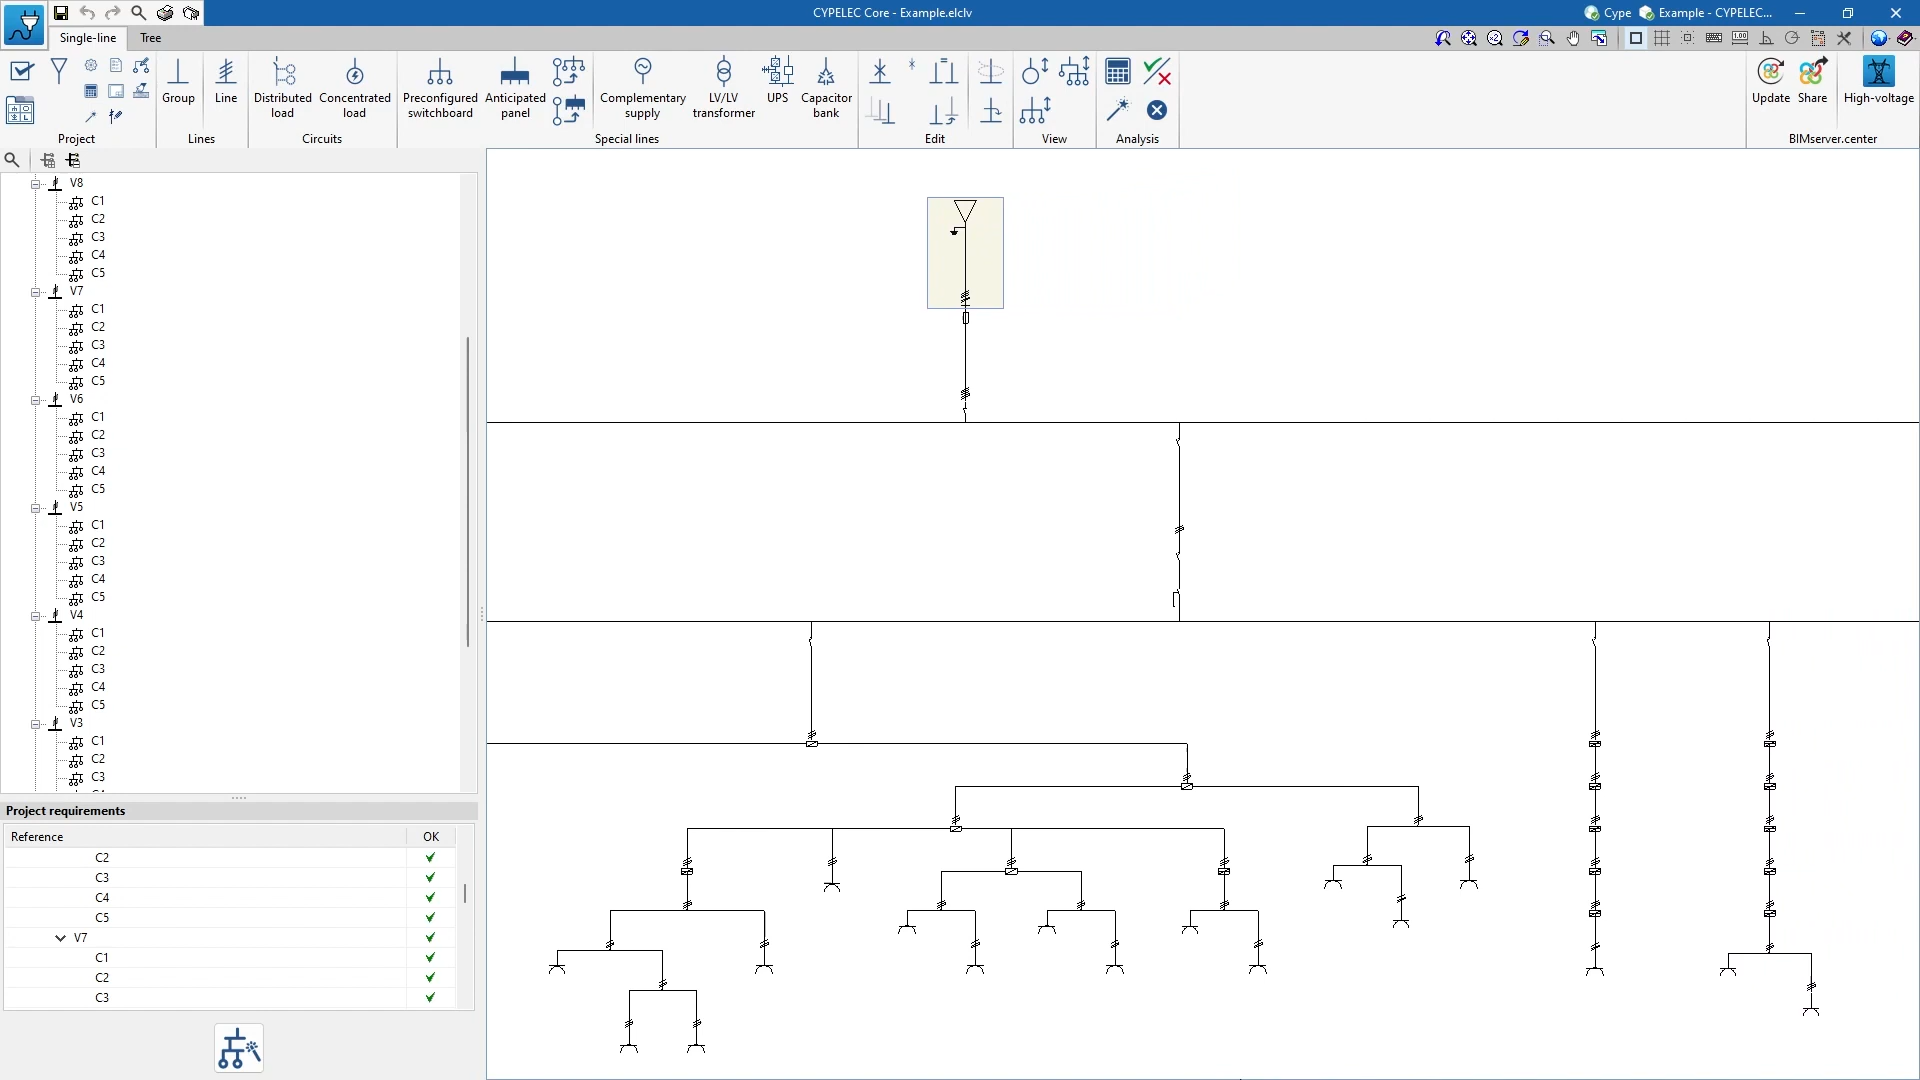 CYPELEC Core - Example.elclv
Cype
Example - CYPELEC...
Single-line
Tree
Group
Line
Distributed load
Concentrated load
Preconfigured switchboard
Anticipated panel
Complementary supply
LV/LV transformer
UPS
Capacitor bank
Update
Share
High-voltage
Project
Lines
Circuits
Special lines
Edit
View
Analysis
BIMserver.center
V8
C1
C2
C3
C4
C5
V7
C1
C2
C3
C4
C5
V6
C1
C2
C3
C4
C5
V5
C1
C2
C3
C4
C5
V4
C1
C2
C3
C4
C5
V3
C1
C2
C3
Project requirements
Reference OK
C2
C3
C4
C5
V7
C1
C2
C3